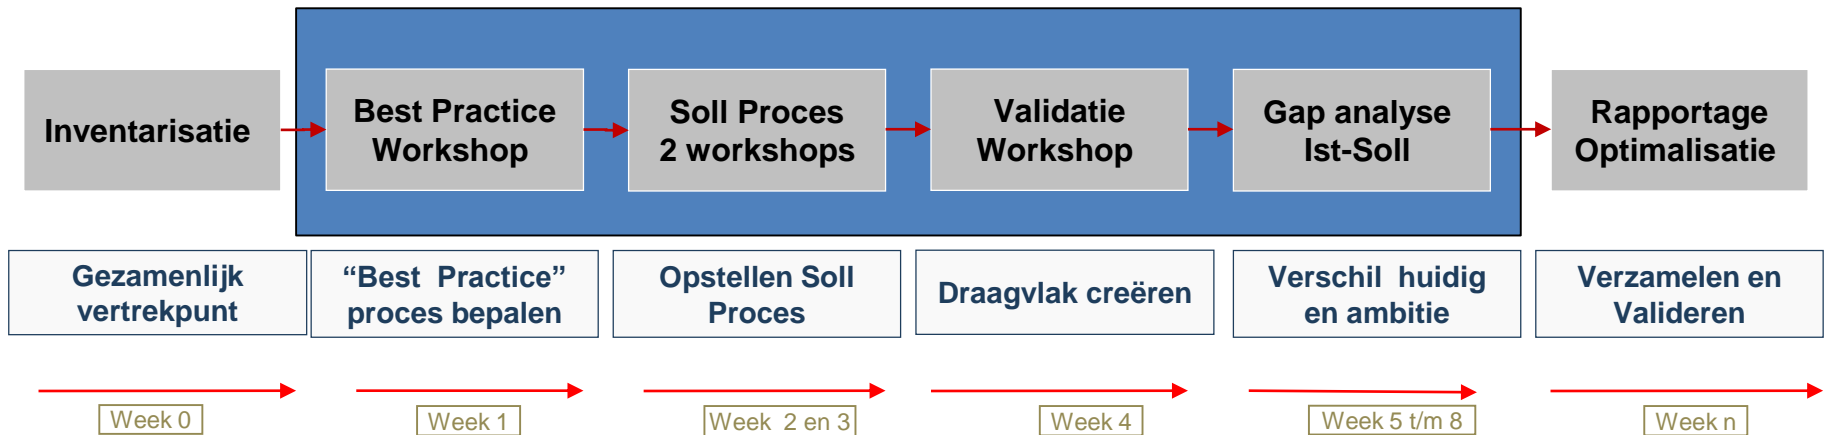 Inventarisatie
Best Practice
Workshop
Soll Proces
2 workshops
Validatie
Workshop
Gap analyse
Ist-Soll
Rapportage
Optimalisatie
Gezamenlijk
vertrekpunt
“Best Practice”
proces bepalen
Opstellen Soll
Proces
Draagvlak creëren
Verschil huidig
en ambitie
Verzamelen en
Valideren
Week 0
Week 1
Week 2 en 3
Week 4
Week 5 t/m 8
Week n